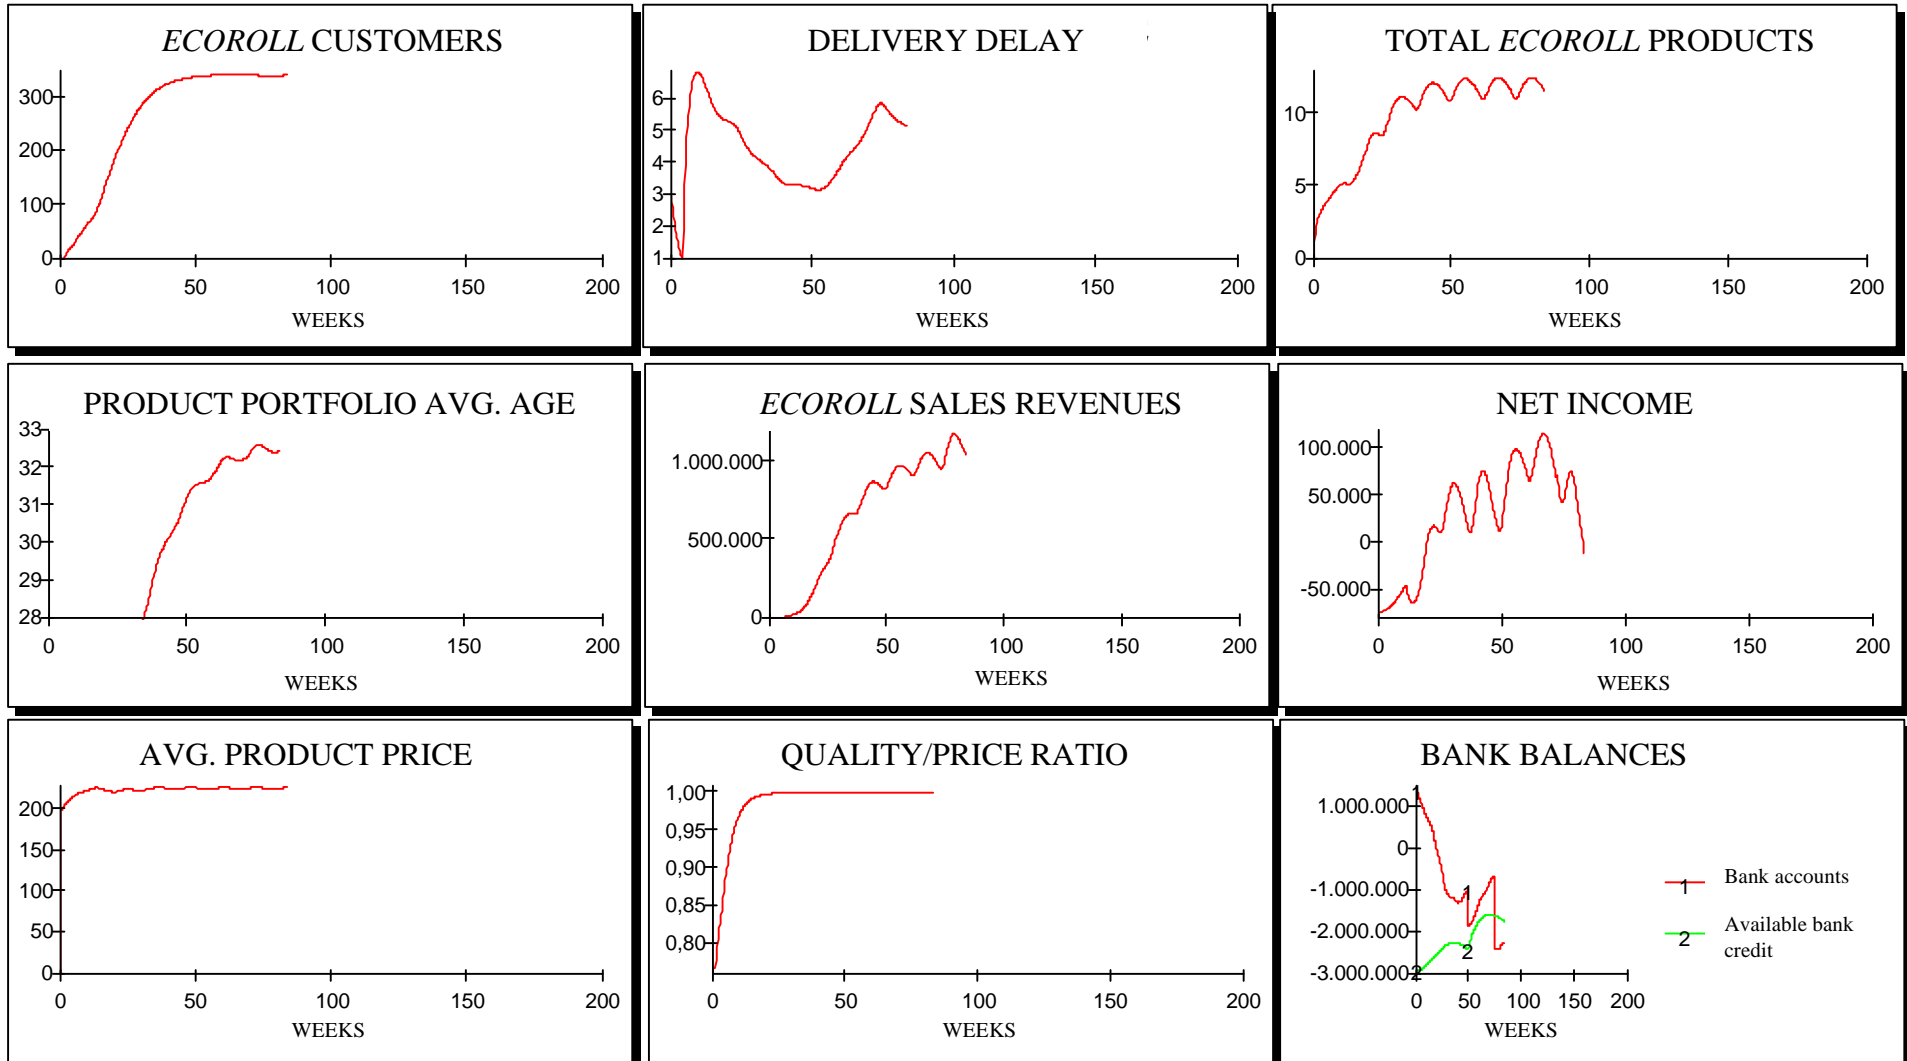 ECOROLL CUSTOMERS
300
200
100
0
0 50 100 150 200
WEEKS
DELIVERY DELAY
6
5
4
3
2
1
0 50 100 150 200
WEEKS
TOTAL ECOROLL PRODUCTS
10
5
0
0 50 100 150 200
WEEKS
PRODUCT PORTFOLIO AVG. AGE
33
32
31
30
29
28
0 50 100 150 200
WEEKS
ECOROLL SALES REVENUES
1.000.000
500.000
0
0 50 100 150 200
WEEKS
NET INCOME
100.000
50.000
0
-50.000
0 50 100 150 200
WEEKS
AVG. PRODUCT PRICE
200
150
100
50
0
0 50 100 150 200
WEEKS
QUALITY/PRICE RATIO
1,00
0,95
0,90
0,85
0,80
0 50 100 150 200
WEEKS
BANK BALANCES
1
1.000.000
0
-1.000.000
1
-2.000.000
2
-3.000.000
2
0 50 100 150 200
WEEKS
1 Bank accounts
2 Available bank
credit